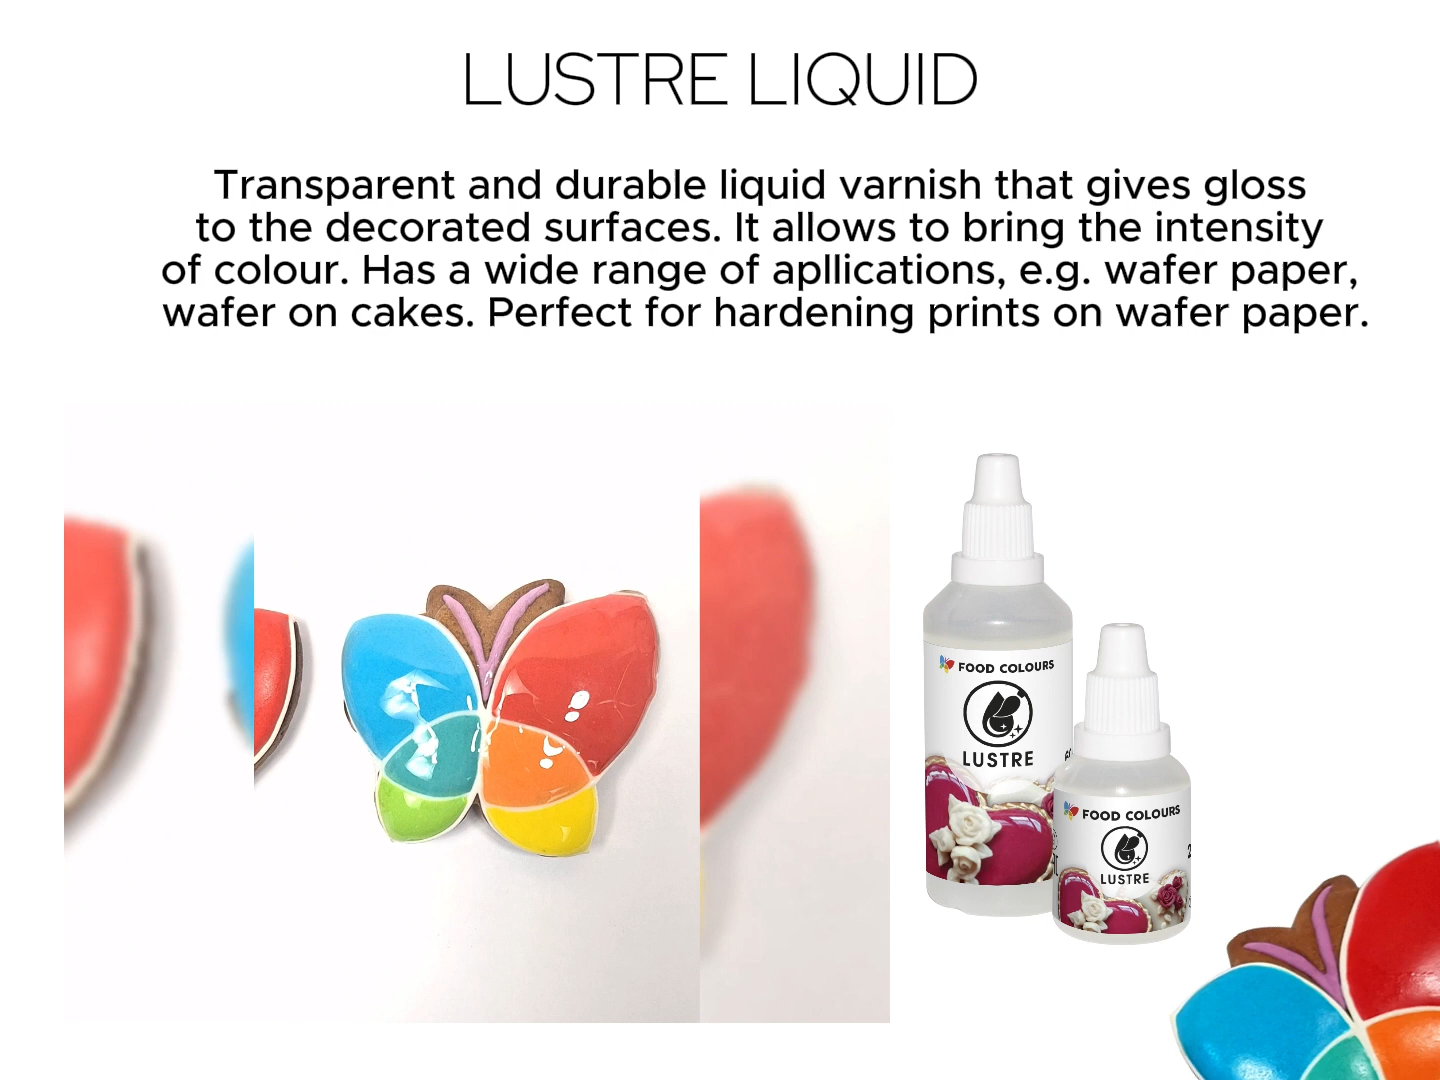 LUSTRE LIQUID
Transparent and durable liquid varnish that gives gloss
to the decorated surfaces. It allows to bring the intensity
of colour. Has a wide range of apllications, e.g. wafer paper,
wafer on cakes. Perfect for hardening prints on wafer paper.
FOOD COLOURS
LUSTRE
FOOD COLOURS
LUSTRE